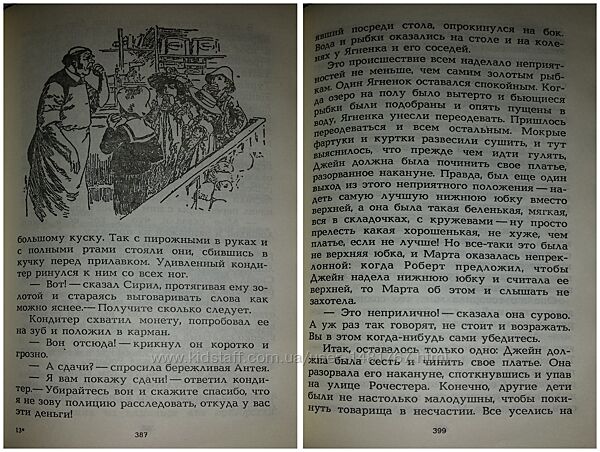 большому куску. Так с пирожными в руках и
с полными ртами стояли они, сбившись в
кучку перед прилавком. Удивленный конди-
тер ринулся к ним со всех ног.
— Вот! — сказал Сирил, протягивая ему зо-
лотой и стараясь выговаривать слова как
можно яснее.— Получите сколько следует.
Кондитер схватил монету, попробовал ее
на зуб и положил в карман.
— Вон отсюда! — крикнул он коротко и
грозно.
— А сдачи? — спросила бережливая Антея.
— Я вам покажу сдачи! — ответил конди-
тер.— Убирайтесь вон и скажите спасибо, что
я не зову полицию расследовать, откуда у вас
эти деньги!
13*
387
явший посреди стола, опрокинулся на бок.
Вода и рыбки оказались на столе и на коле-
нях у Ягненка и его соседей.
Это происшествие всем наделало неприят-
ностей не меньше, чем самим золотым рыб-
кам. Один Ягненок оставался спокойным. Ког-
да озеро на полу было вытерто и бьющиеся
рыбки были подобраны и опять пущены в
воду, Ягненка унесли переодевать. Пришлось
переодеваться и всем остальным. Мокрые
фартуки и куртки развесили сушить, и тут
выяснилось, что прежде чем идти гулять,
Джейн должна была починить свое платье,
разорванное накануне. Правда, был еще один
выход из этого неприятного положения — на-
деть самую лучшую нижнюю юбку вместо
верхней, а она была такая беленькая, мягкая,
вся в складочках, с кружевами — ну просто
прелесть какая хорошенькая, не хуже, чем
платье, если не лучше! Но все-таки это была
не верхняя юбка, и Марта оказалась непрек-
лонной: когда Роберт предложил, чтобы
Джейн надела нижнюю юбку и считала ее
верхней, то Марта об этом и слышать не
захотела.
— Это неприлично! — сказала она сурово.
А уж раз так говорят, не стоит и возражать.
Вы в этом когда-нибудь сами убедитесь.
Итак, оставалось только одно: Джейн дол-
жна была сесть и чинить свое платье. Она
разорвала его накануне, споткнувшись и упав
на улице Рочестера. Конечно, другие дети
были не настолько малодушны, чтобы поки-
нуть товарища в несчастии. Все уселись на
399